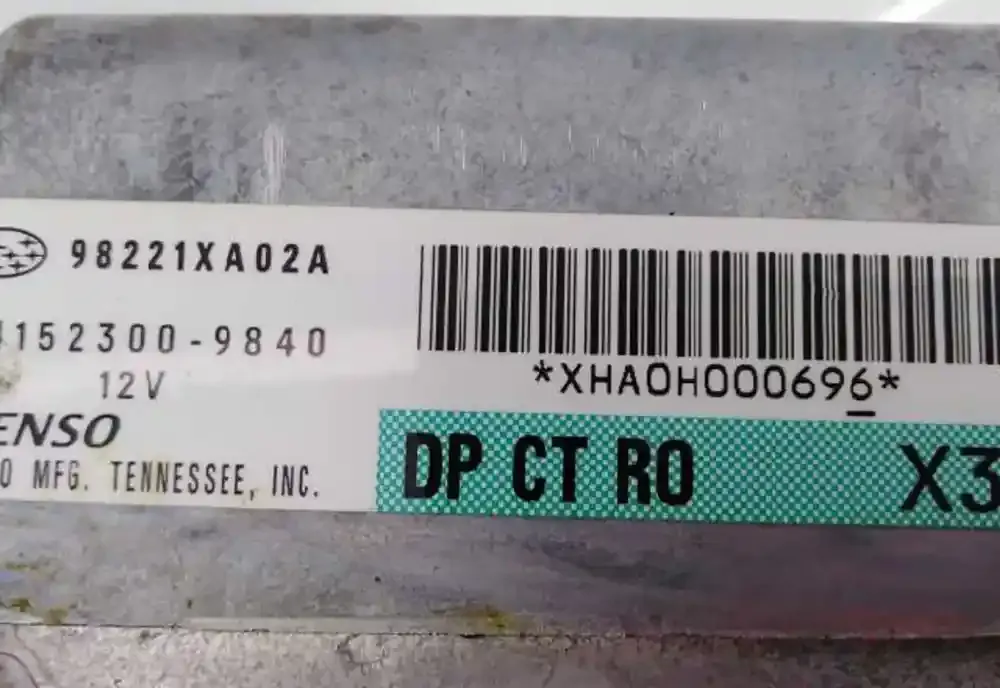 98221XA02A
152300-9840
12V
ENSO
O MFG. TENNESSEE, INC.
*XHA0H000696*
DP CT RO X3